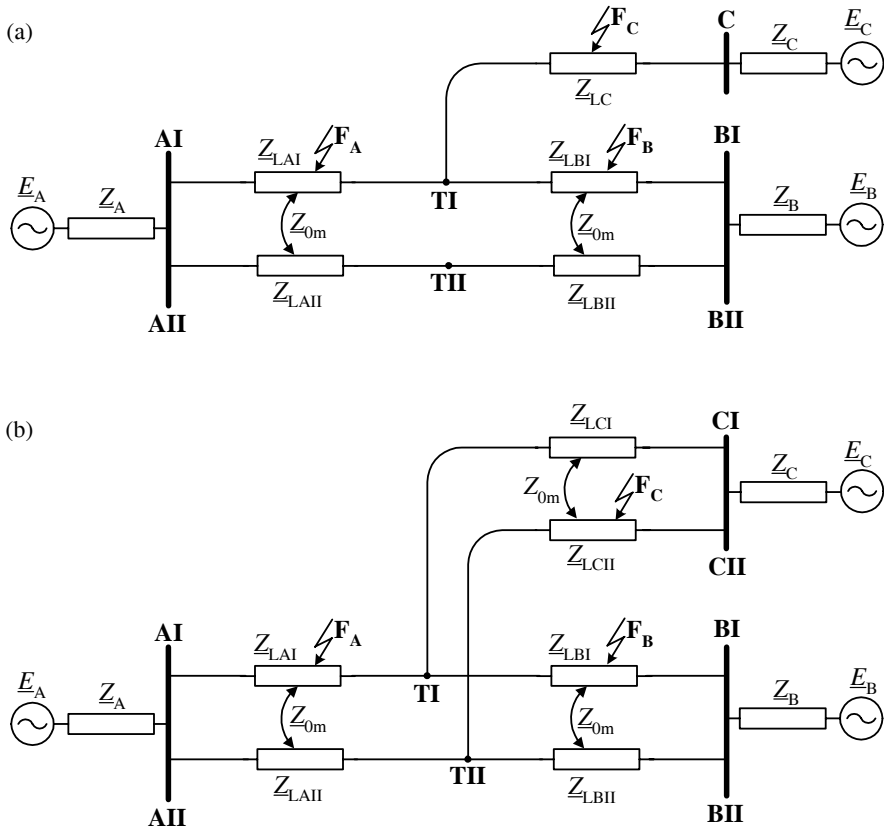 (a)
F_C
C
Z_C
E_C
Z_LC
AI
Z_LAI
F_A
Z_LBI
F_B
BI
E_A
Z_A
Z_0m
TI
Z_0m
Z_B
E_B
Z_LAII
TII
Z_LBII
AII
BII
(b)
Z_LCI
CI
Z_0m
F_C
Z_C
E_C
Z_LCII
CII
AI
Z_LAI
F_A
Z_LBI
F_B
BI
TI
E_A
Z_A
Z_0m
Z_0m
Z_B
E_B
TII
Z_LAII
Z_LBII
AII
BII